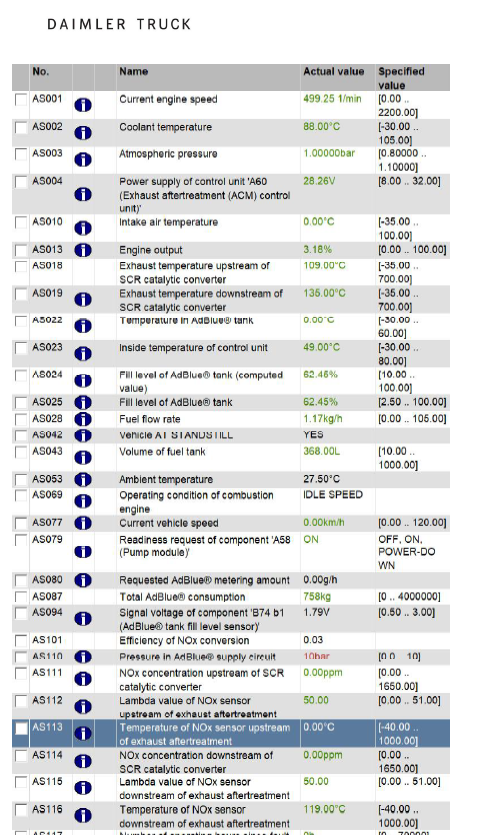 DAIMLER TRUCK
No. Name Actual value Specified
value
AS001 Current engine speed 499.25 1/min [0.00 ..
2200.00]
AS002 Coolant temperature 88.00°C [-30.00 ..
105.00]
AS003 Atmospheric pressure 1.00000bar [0.80000 ..
1.10000]
AS004 Power supply of control unit 'A60 28.26V [8.00 .. 32.00]
(Exhaust aftertreatment (ACM) control
unit)'
AS010 Intake air temperature 0.00°C [-35.00 ..
100.00]
AS013 Engine output 3.18% [0.00 .. 100.00]
AS018 Exhaust temperature upstream of 109.00°C [-35.00 ..
SCR catalytic converter 700.00]
AS019 Exhaust temperature downstream of 135.00°C [-35.00 ..
SCR catalytic converter 700.00]
AS022 Temperature in AdBlue® tank 0.00°C [-30.00 ..
60.00]
AS023 Inside temperature of control unit 49.00°C [-30.00 ..
80.00]
AS024 Fill level of AdBlue® tank (computed 62.45% [10.00 ..
value) 100.00]
AS025 Fill level of AdBlue® tank 62.45% [2.50 .. 100.00]
AS028 Fuel flow rate 1.17kg/h [0.00 .. 105.00]
AS042 Vehicle AT STANDSTILL YES
AS043 Volume of fuel tank 368.00L [10.00 ..
1000.00]
AS053 Ambient temperature 27.50°C
AS069 Operating condition of combustion IDLE SPEED
engine
AS077 Current vehicle speed 0.00km/h [0.00 .. 120.00]
AS079 Readiness request of component 'A58 ON OFF, ON,
(Pump module)' POWER-DO
WN
AS080 Requested AdBlue® metering amount 0.00g/h
AS087 Total AdBlue® consumption 758kg [0 .. 4000000]
AS094 Signal voltage of component 'B74 b1 1.79V [0.50 .. 3.00]
(AdBlue® tank fill level sensor)'
AS101 Efficiency of NOx conversion 0.03
AS110 Pressure in AdBlue® supply circuit 10bar [0.0 .. 10]
AS111 NOx concentration upstream of SCR 0.00ppm [0.00 ..
catalytic converter 1650.00]
AS112 Lambda value of NOx sensor 50.00 [0.00 .. 51.00]
upstream of exhaust aftertreatment
AS113 Temperature of NOx sensor upstream 0.00°C [-40.00 ..
of exhaust aftertreatment 1000.00]
AS114 NOx concentration downstream of 0.00ppm [0.00 ..
SCR catalytic converter 1650.00]
AS115 Lambda value of NOx sensor 50.00 [0.00 .. 51.00]
downstream of exhaust aftertreatment
AS116 Temperature of NOx sensor 119.00°C [-40.00 ..
downstream of exhaust aftertreatment 1000.00]